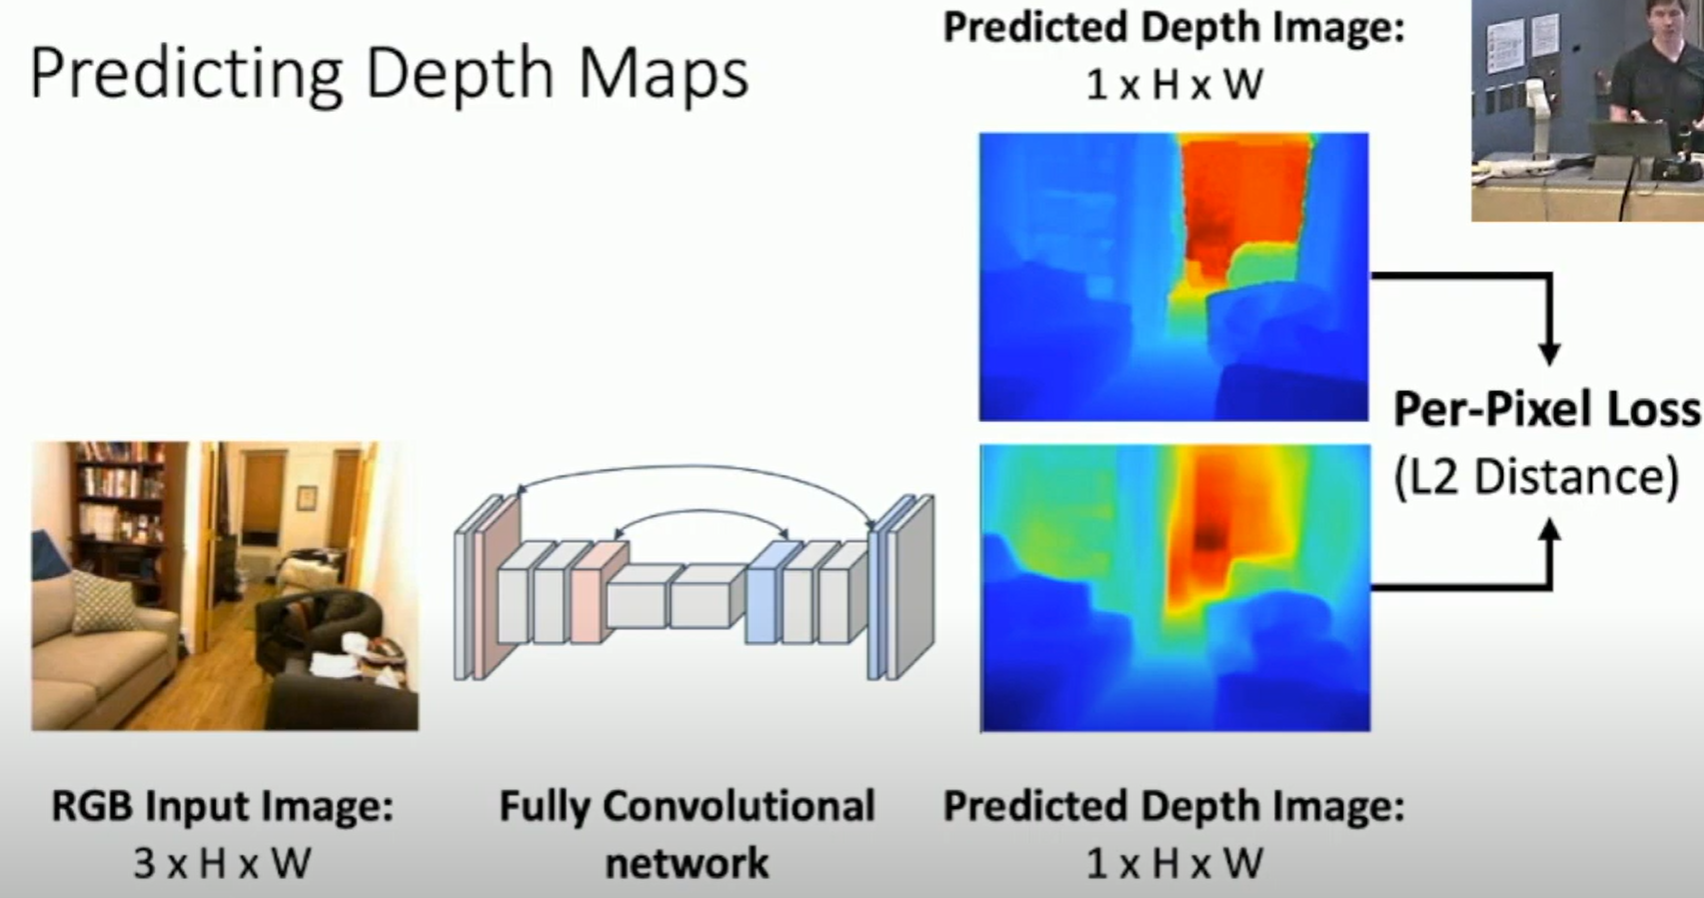 Predicting Depth Maps
Predicted Depth Image:
1 x H x W
Per-Pixel Loss
(L2 Distance)
RGB Input Image:
3 x H x W
Fully Convolutional
network
Predicted Depth Image:
1 x H x W